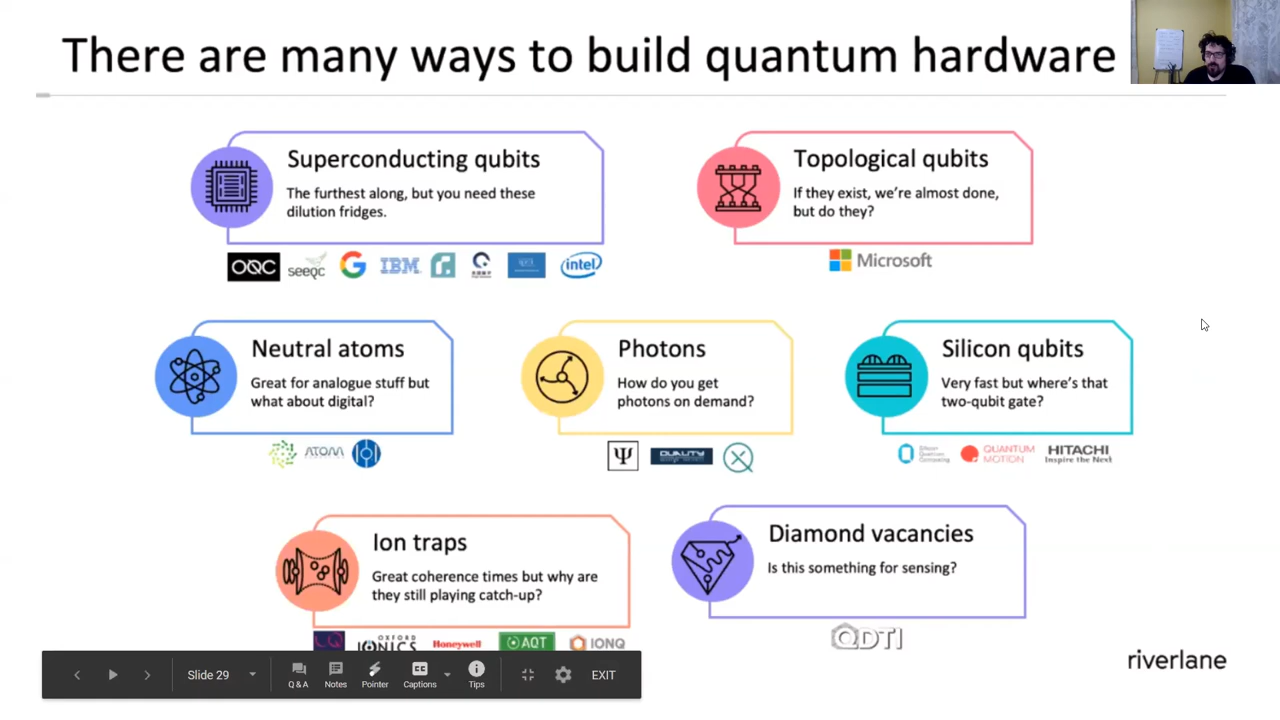 There are many ways to build quantum hardware
Superconducting qubits
The furthest along, but you need these
dilution fridges.
OQC seeqc G IBM intel
Topological qubits
If they exist, we're almost done,
but do they?
Microsoft
Neutral atoms
Great for analogue stuff but
what about digital?
ATOM
Photons
How do you get
photons on demand?
Ψ
Silicon qubits
Very fast but where's that
two-qubit gate?
Silicon
Quantum
Computing
QUANTUM
MOTION
HITACHI
Inspire the Next
Ion traps
Great coherence times but why are
they still playing catch-up?
OXFORD
IONICS
Honeywell
AQT
IONQ
Diamond vacancies
Is this something for sensing?
QDTI
riverlane
Slide 29
Q & A
Notes
Pointer
Captions
Tips
EXIT